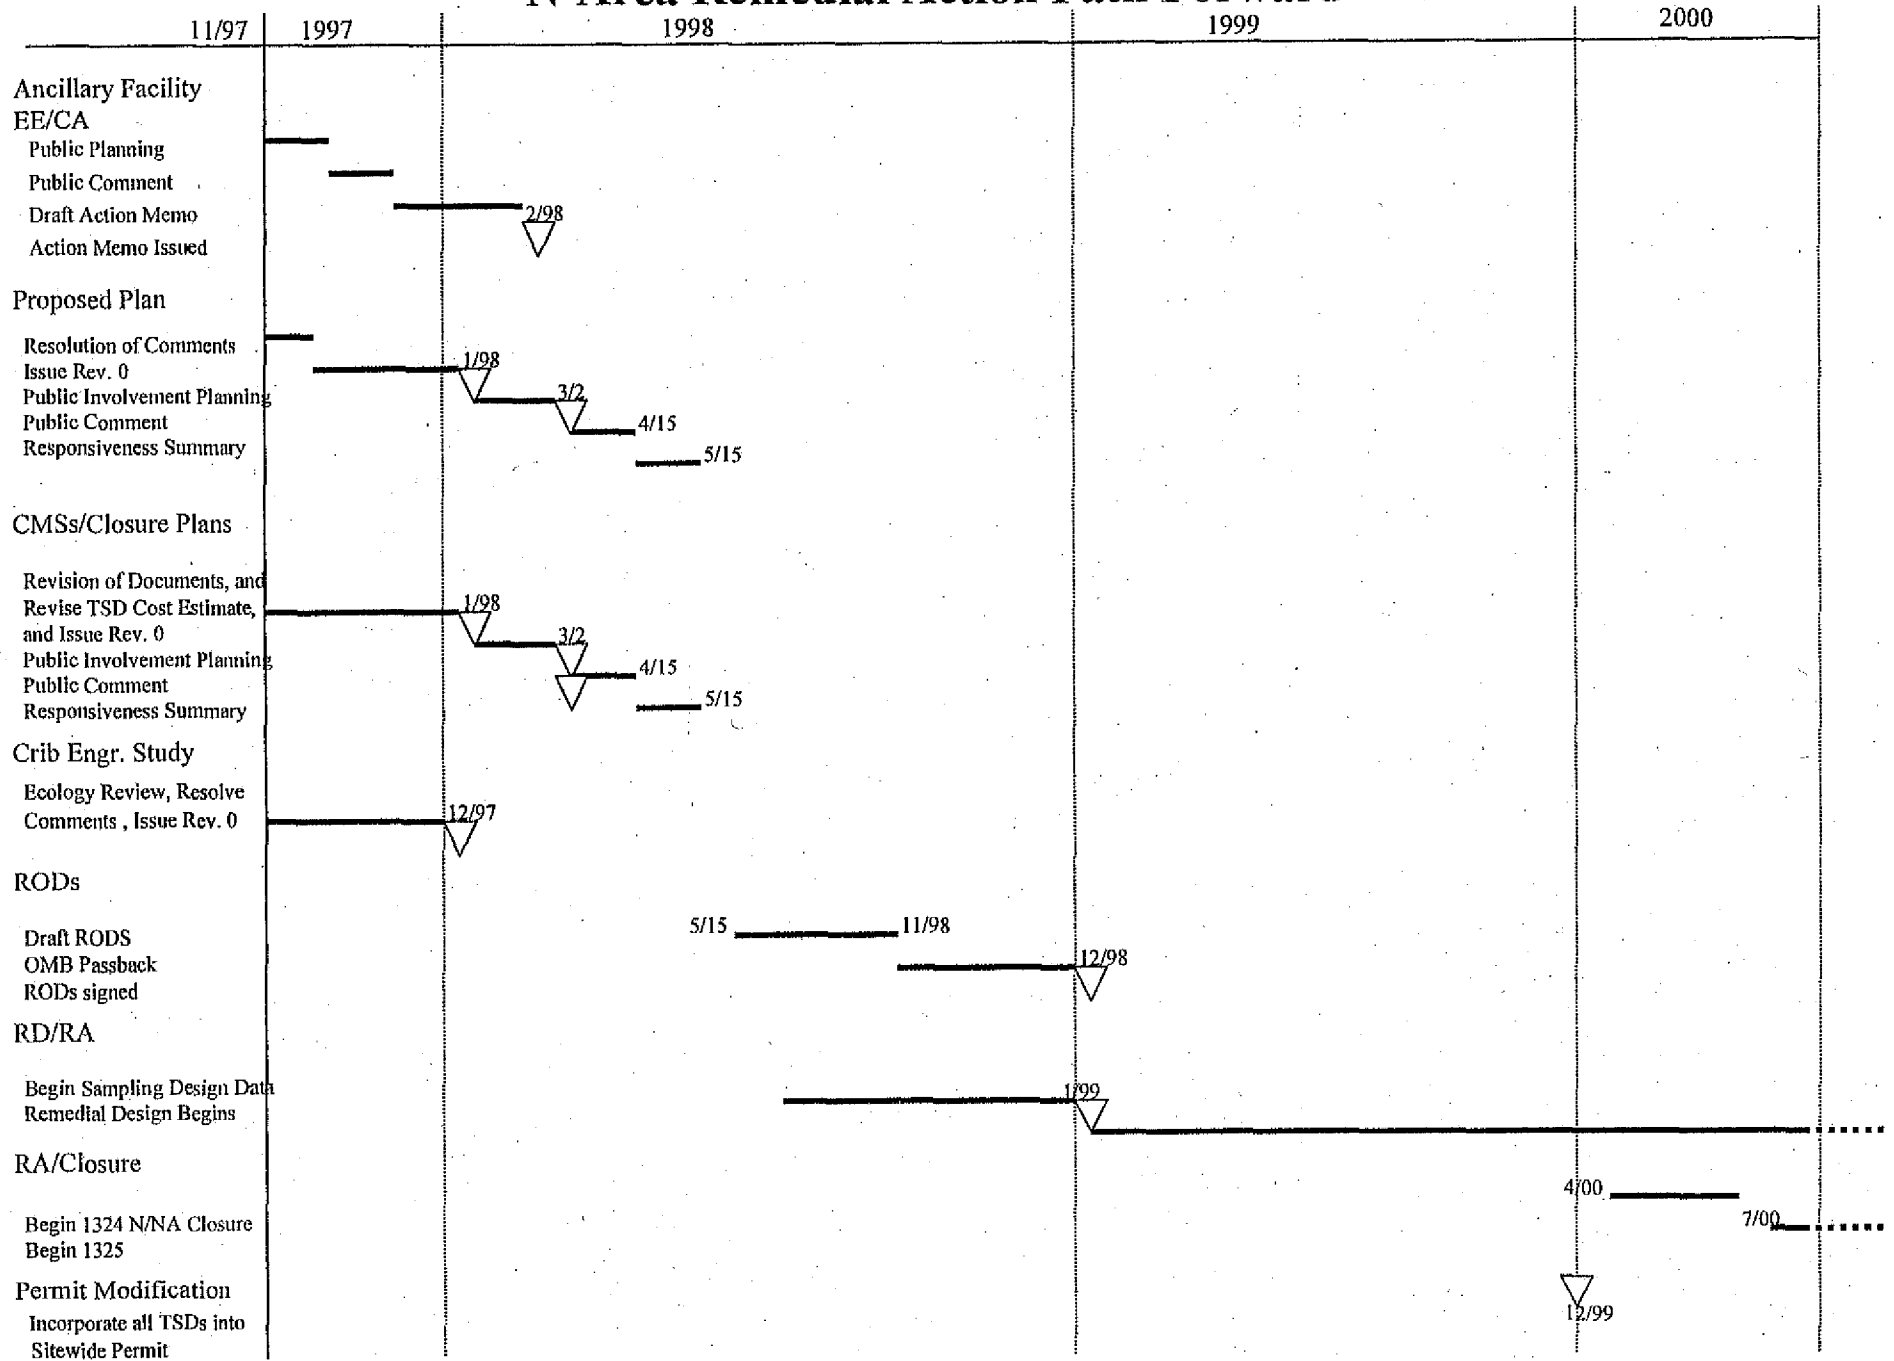 N-Area Remedial Action Path Forward
11/97 1997 1998 1999 2000
Ancillary Facility
EE/CA
Public Planning
Public Comment
Draft Action Memo
2/98
Action Memo Issued
Proposed Plan
Resolution of Comments
Issue Rev. 0
1/98
Public Involvement Planning
3/2
Public Comment
4/15
Responsiveness Summary
5/15
CMSs/Closure Plans
Revision of Documents, and
Revise TSD Cost Estimate,
1/98
and Issue Rev. 0
3/2
Public Involvement Planning
4/15
Public Comment
5/15
Responsiveness Summary
Crib Engr. Study
Ecology Review, Resolve
Comments , Issue Rev. 0
12/97
RODs
5/15 11/98
Draft RODS
OMB Passback
12/98
RODs signed
RD/RA
Begin Sampling Design Data
1/99
Remedial Design Begins
RA/Closure
4/00
Begin 1324 N/NA Closure
7/00
Begin 1325
Permit Modification
12/99
Incorporate all TSDs into
Sitewide Permit